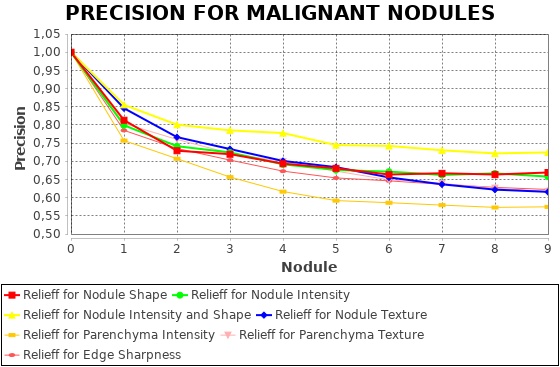 PRECISION FOR MALIGNANT NODULES
1,05
1,00
0,95
0,90
0,85
0,80
0,75
0,70
0,65
0,60
0,55
0,50
Precision
0 1 2 3 4 5 6 7 8 9
Nodule
Relieff for Nodule Shape Relieff for Nodule Intensity
Relieff for Nodule Intensity and Shape Relieff for Nodule Texture
Relieff for Parenchyma Intensity Relieff for Parenchyma Texture
Relieff for Edge Sharpness